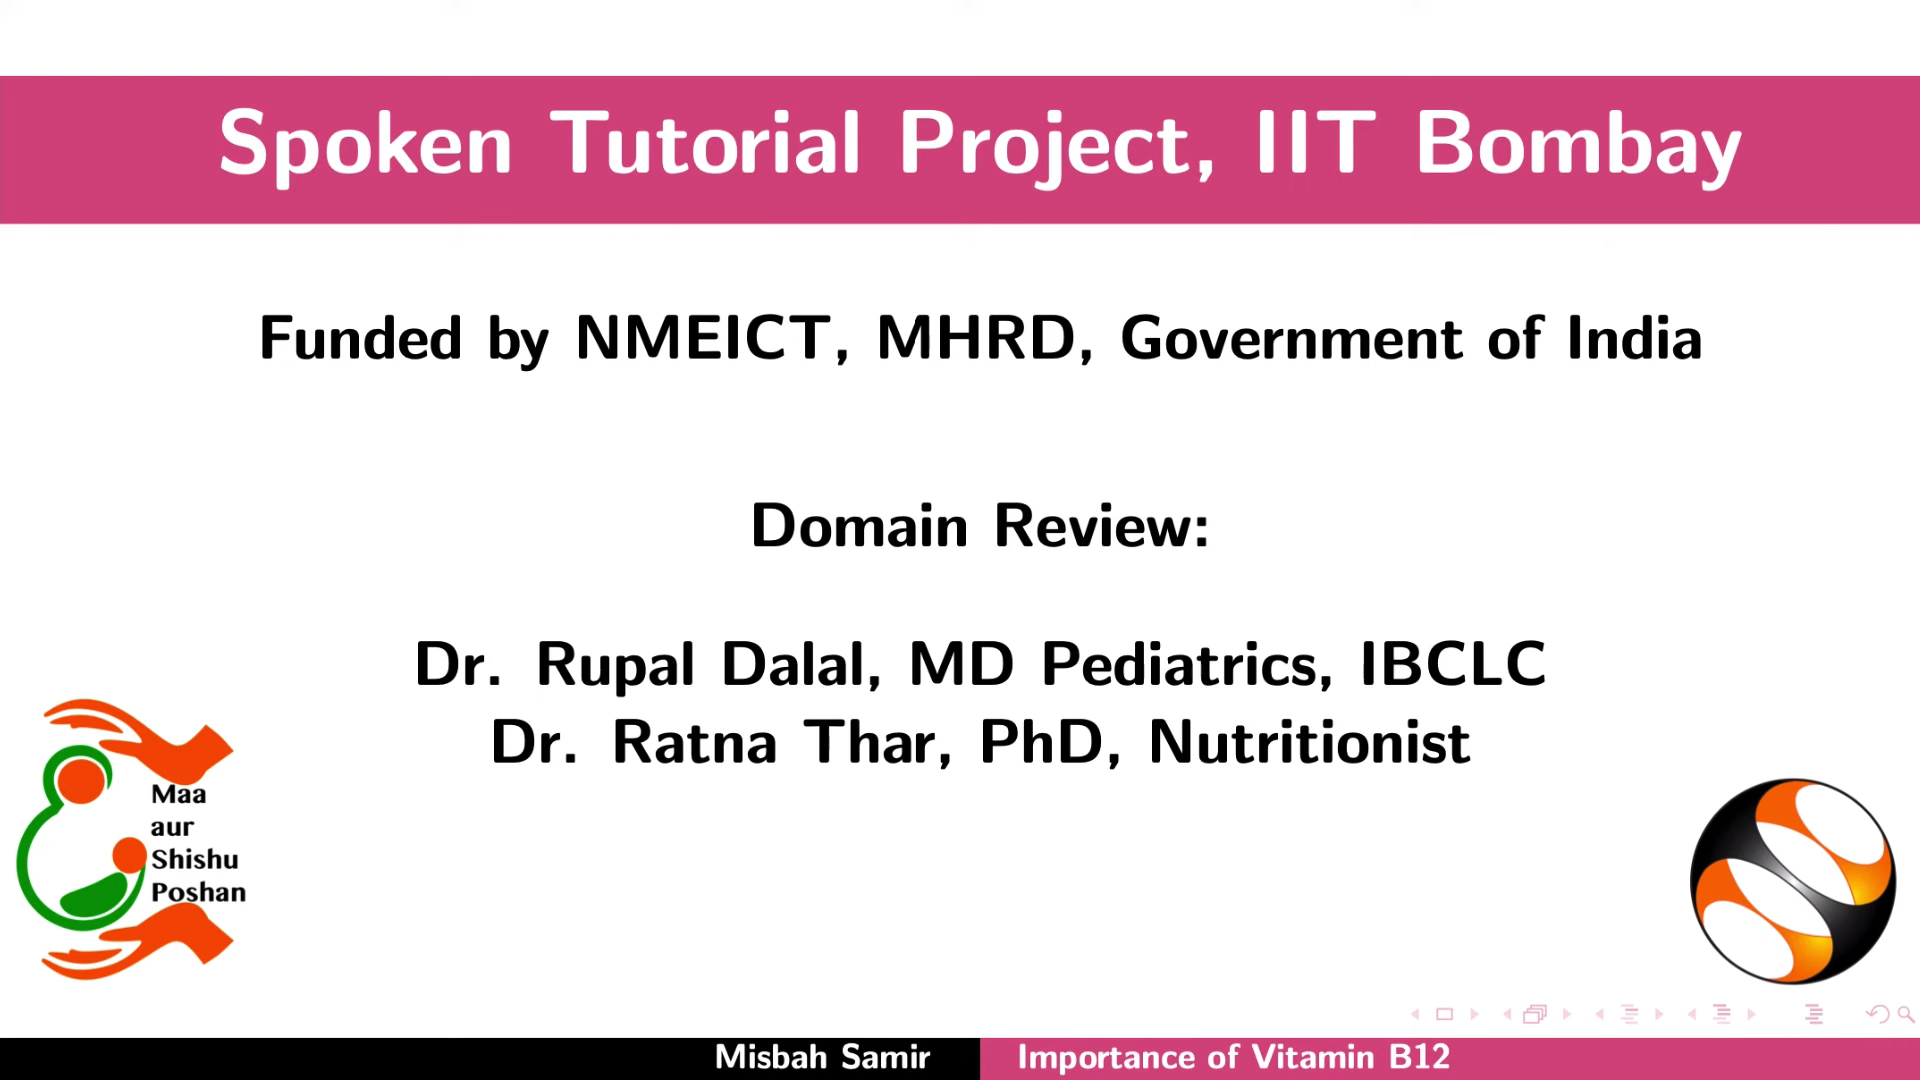 Spoken Tutorial Project, IIT Bombay
Funded by NMEICT, MHRD, Government of India
Domain Review:
Dr. Rupal Dalal, MD Pediatrics, IBCLC
Dr. Ratna Thar, PhD, Nutritionist
Maa
aur
Shishu
Poshan
Misbah Samir
Importance of Vitamin B12